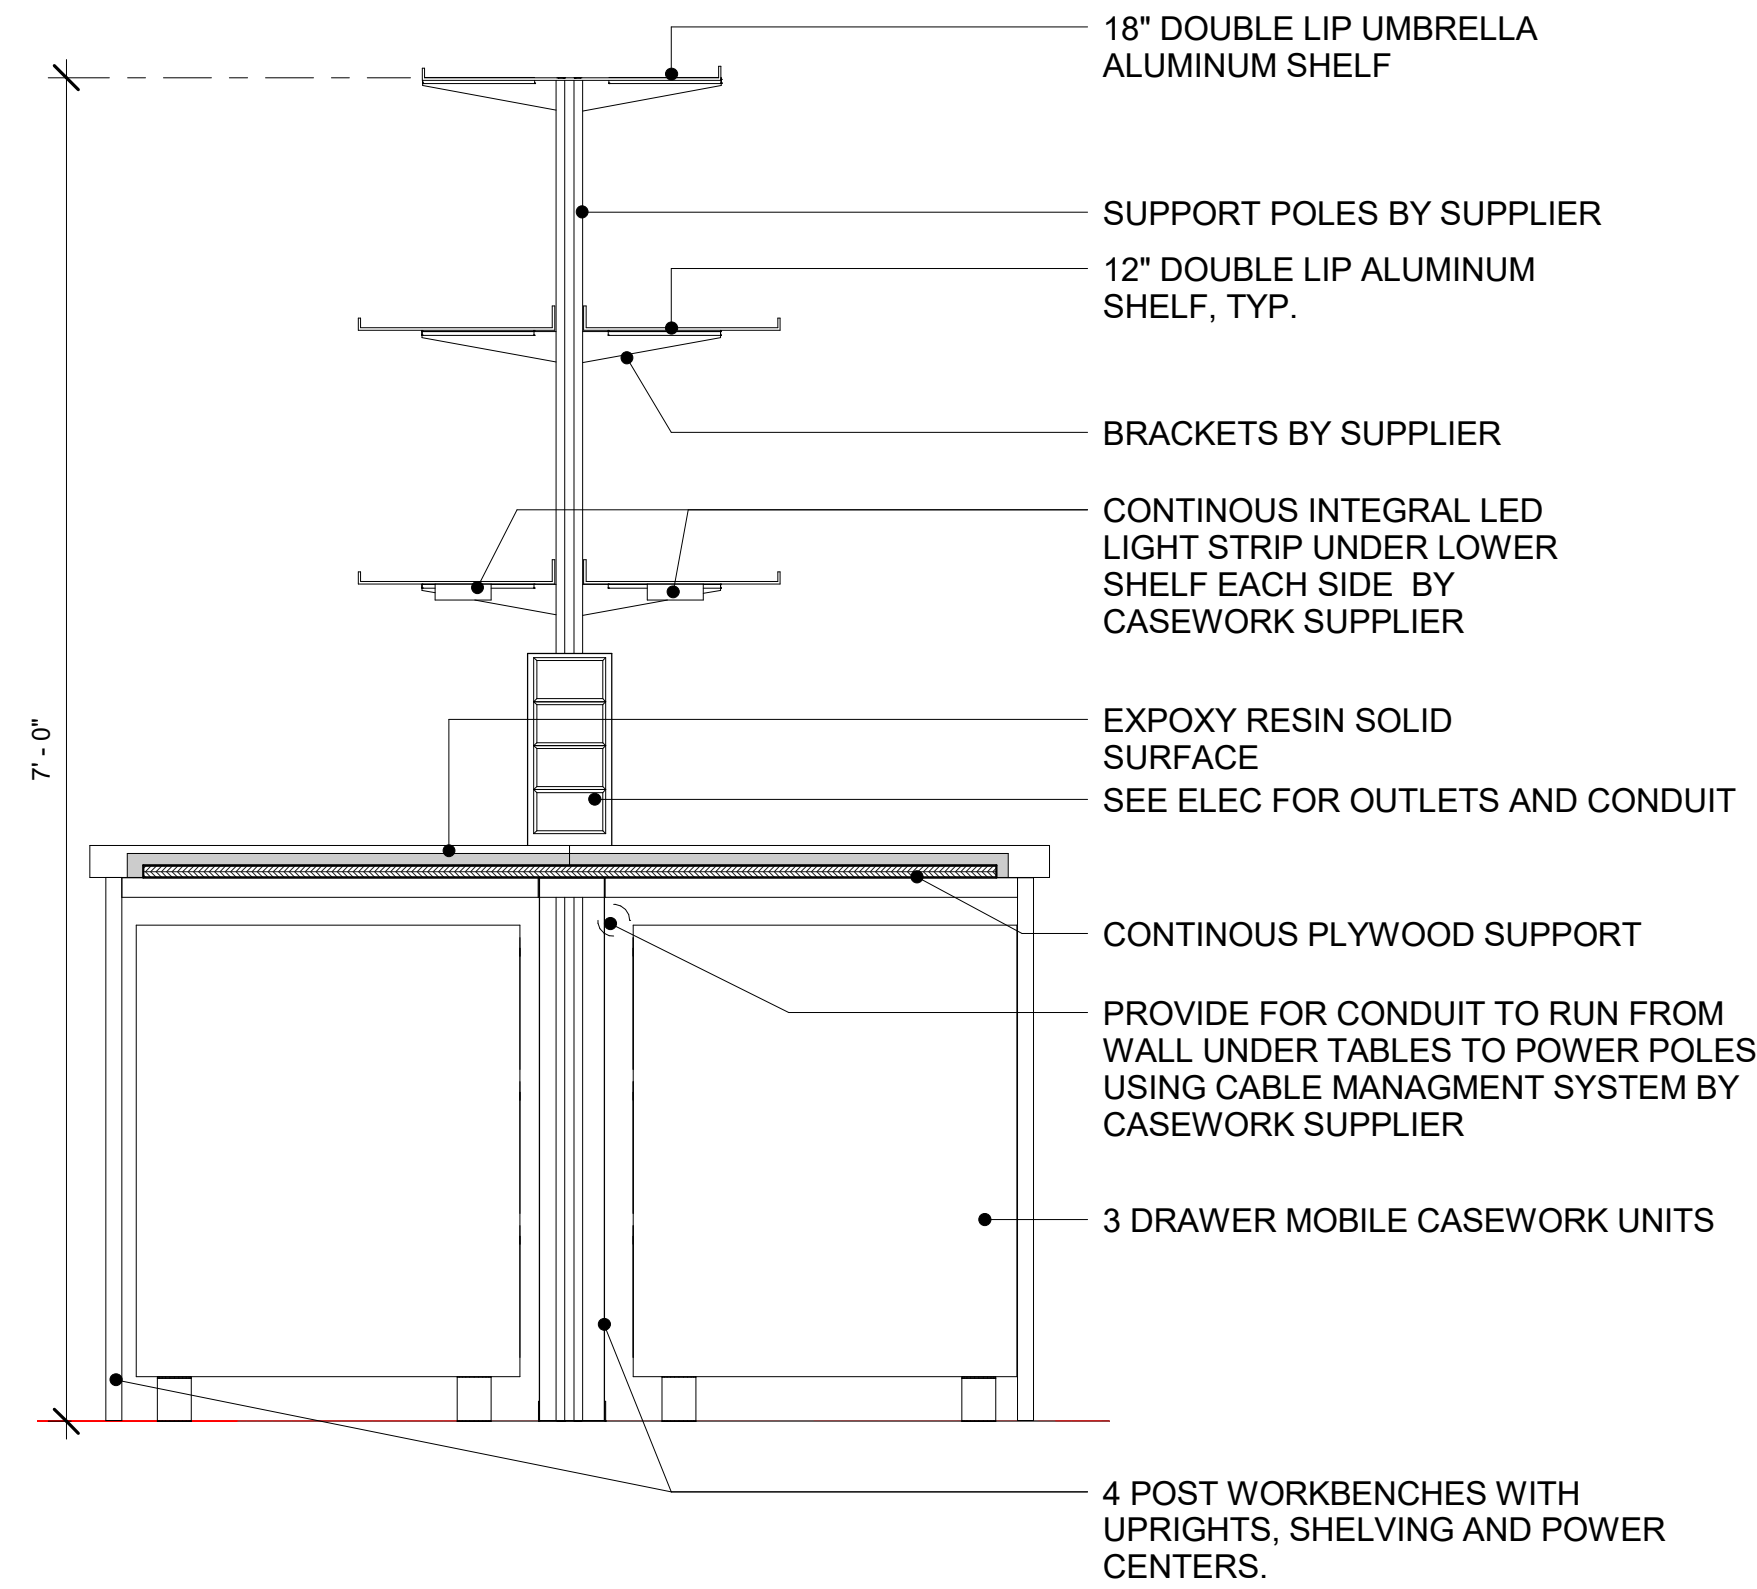 18" DOUBLE LIP UMBRELLA
ALUMINUM SHELF
SUPPORT POLES BY SUPPLIER
12" DOUBLE LIP ALUMINUM
SHELF, TYP.
BRACKETS BY SUPPLIER
CONTINOUS INTEGRAL LED
LIGHT STRIP UNDER LOWER
SHELF EACH SIDE  BY
CASEWORK SUPPLIER
7' - 0"
EXPOXY RESIN SOLID
SURFACE
SEE ELEC FOR OUTLETS AND CONDUIT
CONTINOUS PLYWOOD SUPPORT
PROVIDE FOR CONDUIT TO RUN FROM
WALL UNDER TABLES TO POWER POLES
USING CABLE MANAGMENT SYSTEM BY
CASEWORK SUPPLIER
3 DRAWER MOBILE CASEWORK UNITS
4 POST WORKBENCHES WITH
UPRIGHTS, SHELVING AND POWER
CENTERS.